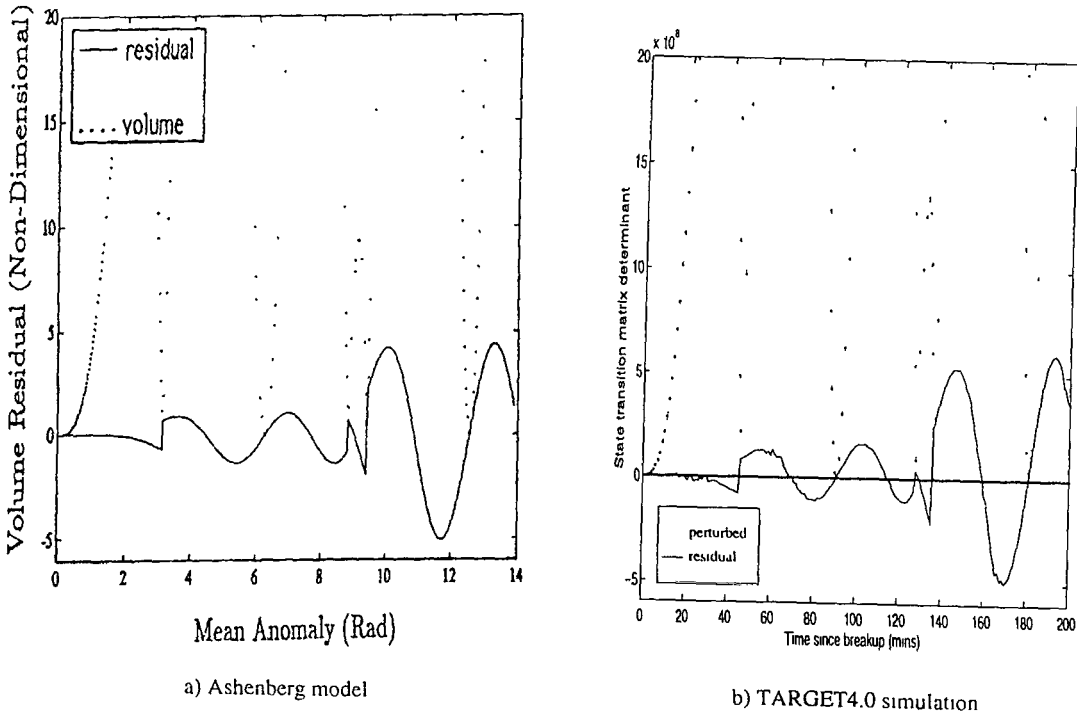 20
15
10
5
0
-5
residual
volume
Volume Residual (Non-Dimensional)
0 2 4 6 8 10 12 14
Mean Anomaly (Rad)
a) Ashenberg model
20 x 10^8
15
10
5
0
-5
State transition matrix determinant
perturbed
residual
0 20 40 60 80 100 120 140 160 180 200
Time since breakup (mins)
b) TARGET4.0 simulation